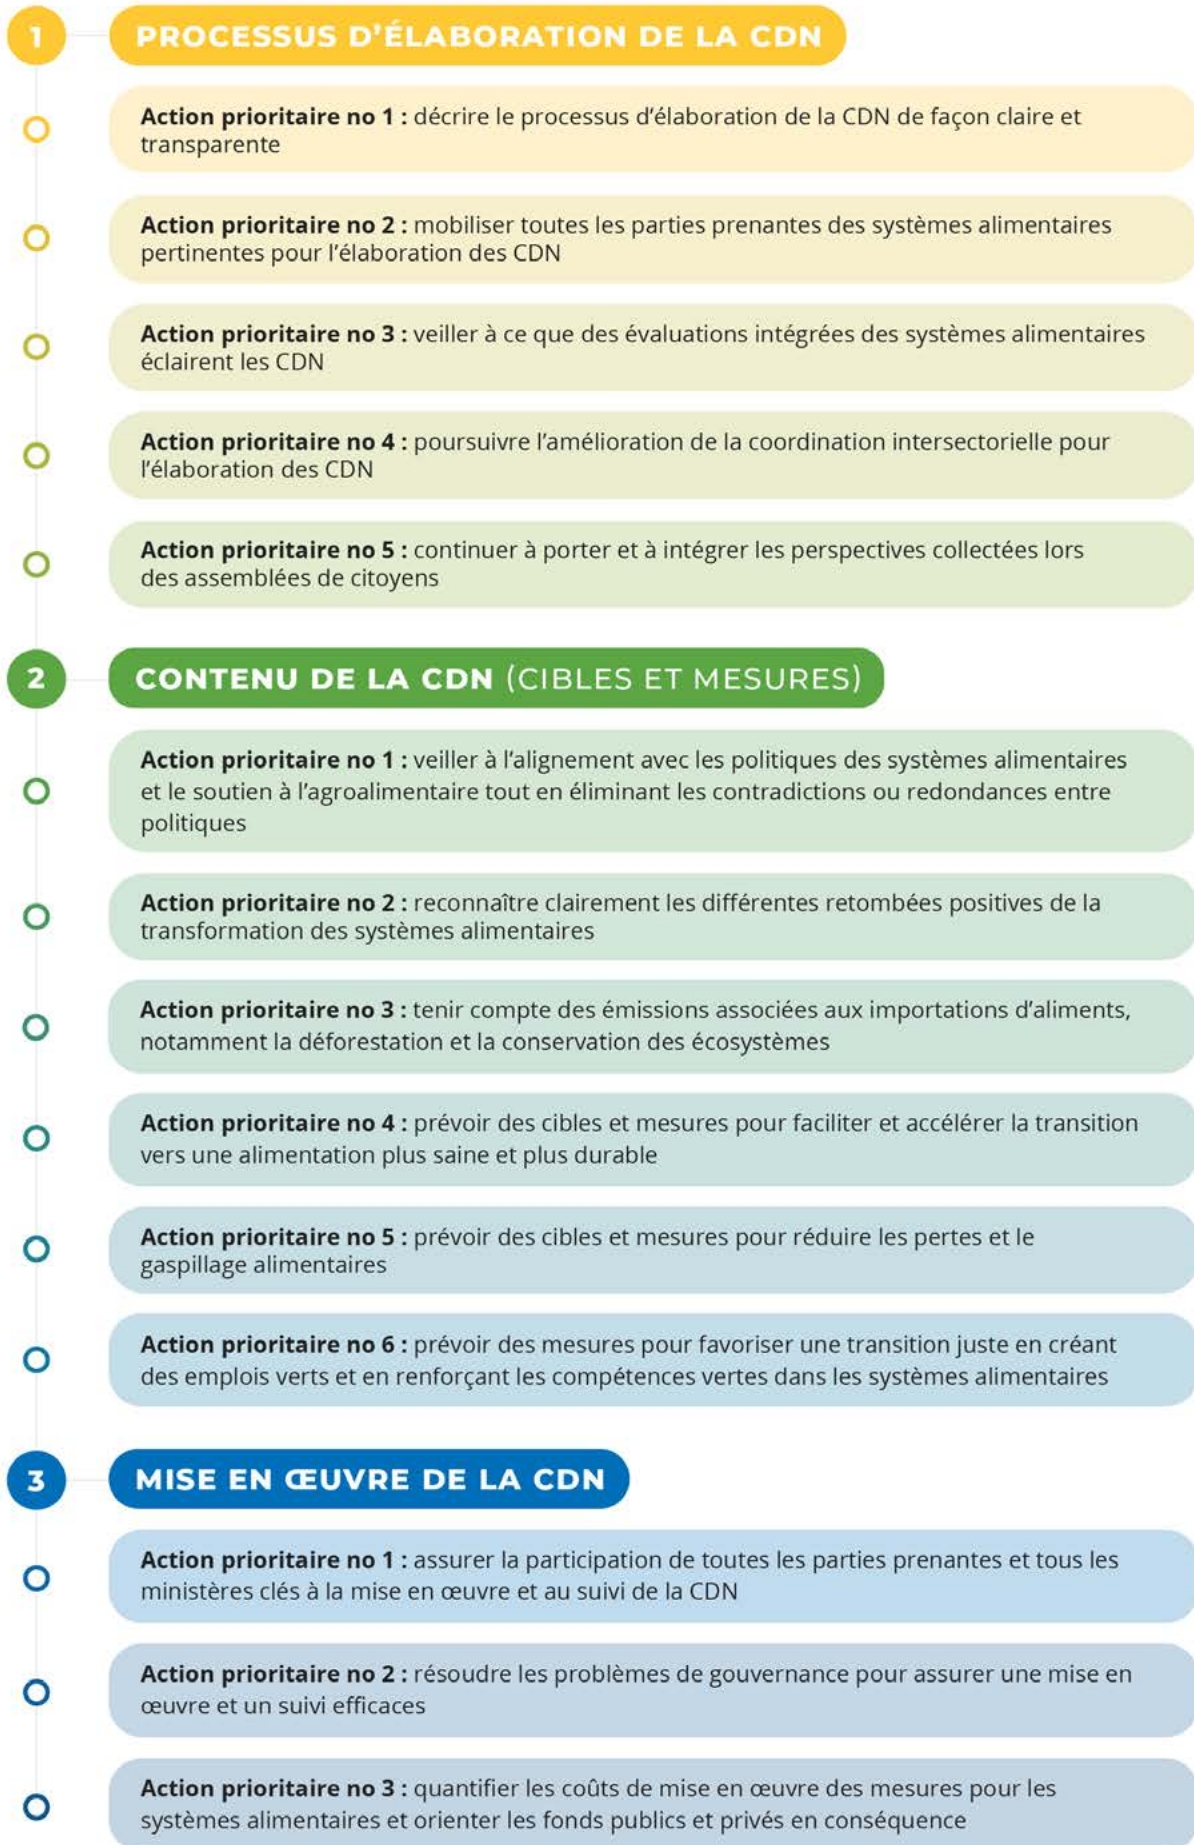 1
PROCESSUS D'ÉLABORATION DE LA CDN
Action prioritaire no 1 : décrire le processus d'élaboration de la CDN de façon claire et
transparente
Action prioritaire no 2 : mobiliser toutes les parties prenantes des systèmes alimentaires
pertinentes pour l'élaboration des CDN
Action prioritaire no 3 : veiller à ce que des évaluations intégrées des systèmes alimentaires
éclairent les CDN
Action prioritaire no 4 : poursuivre l'amélioration de la coordination intersectorielle pour
l'élaboration des CDN
Action prioritaire no 5 : continuer à porter et à intégrer les perspectives collectées lors
des assemblées de citoyens
2
CONTENU DE LA CDN (CIBLES ET MESURES)
Action prioritaire no 1 : veiller à l'alignement avec les politiques des systèmes alimentaires
et le soutien à l'agroalimentaire tout en éliminant les contradictions ou redondances entre
politiques
Action prioritaire no 2 : reconnaître clairement les différentes retombées positives de la
transformation des systèmes alimentaires
Action prioritaire no 3 : tenir compte des émissions associées aux importations d'aliments,
notamment la déforestation et la conservation des écosystèmes
Action prioritaire no 4 : prévoir des cibles et mesures pour faciliter et accélérer la transition
vers une alimentation plus saine et plus durable
Action prioritaire no 5 : prévoir des cibles et mesures pour réduire les pertes et le
gaspillage alimentaires
Action prioritaire no 6 : prévoir des mesures pour favoriser une transition juste en créant
des emplois verts et en renforçant les compétences vertes dans les systèmes alimentaires
3
MISE EN ŒUVRE DE LA CDN
Action prioritaire no 1 : assurer la participation de toutes les parties prenantes et tous les
ministères clés à la mise en œuvre et au suivi de la CDN
Action prioritaire no 2 : résoudre les problèmes de gouvernance pour assurer une mise en
œuvre et un suivi efficaces
Action prioritaire no 3 : quantifier les coûts de mise en œuvre des mesures pour les
systèmes alimentaires et orienter les fonds publics et privés en conséquence